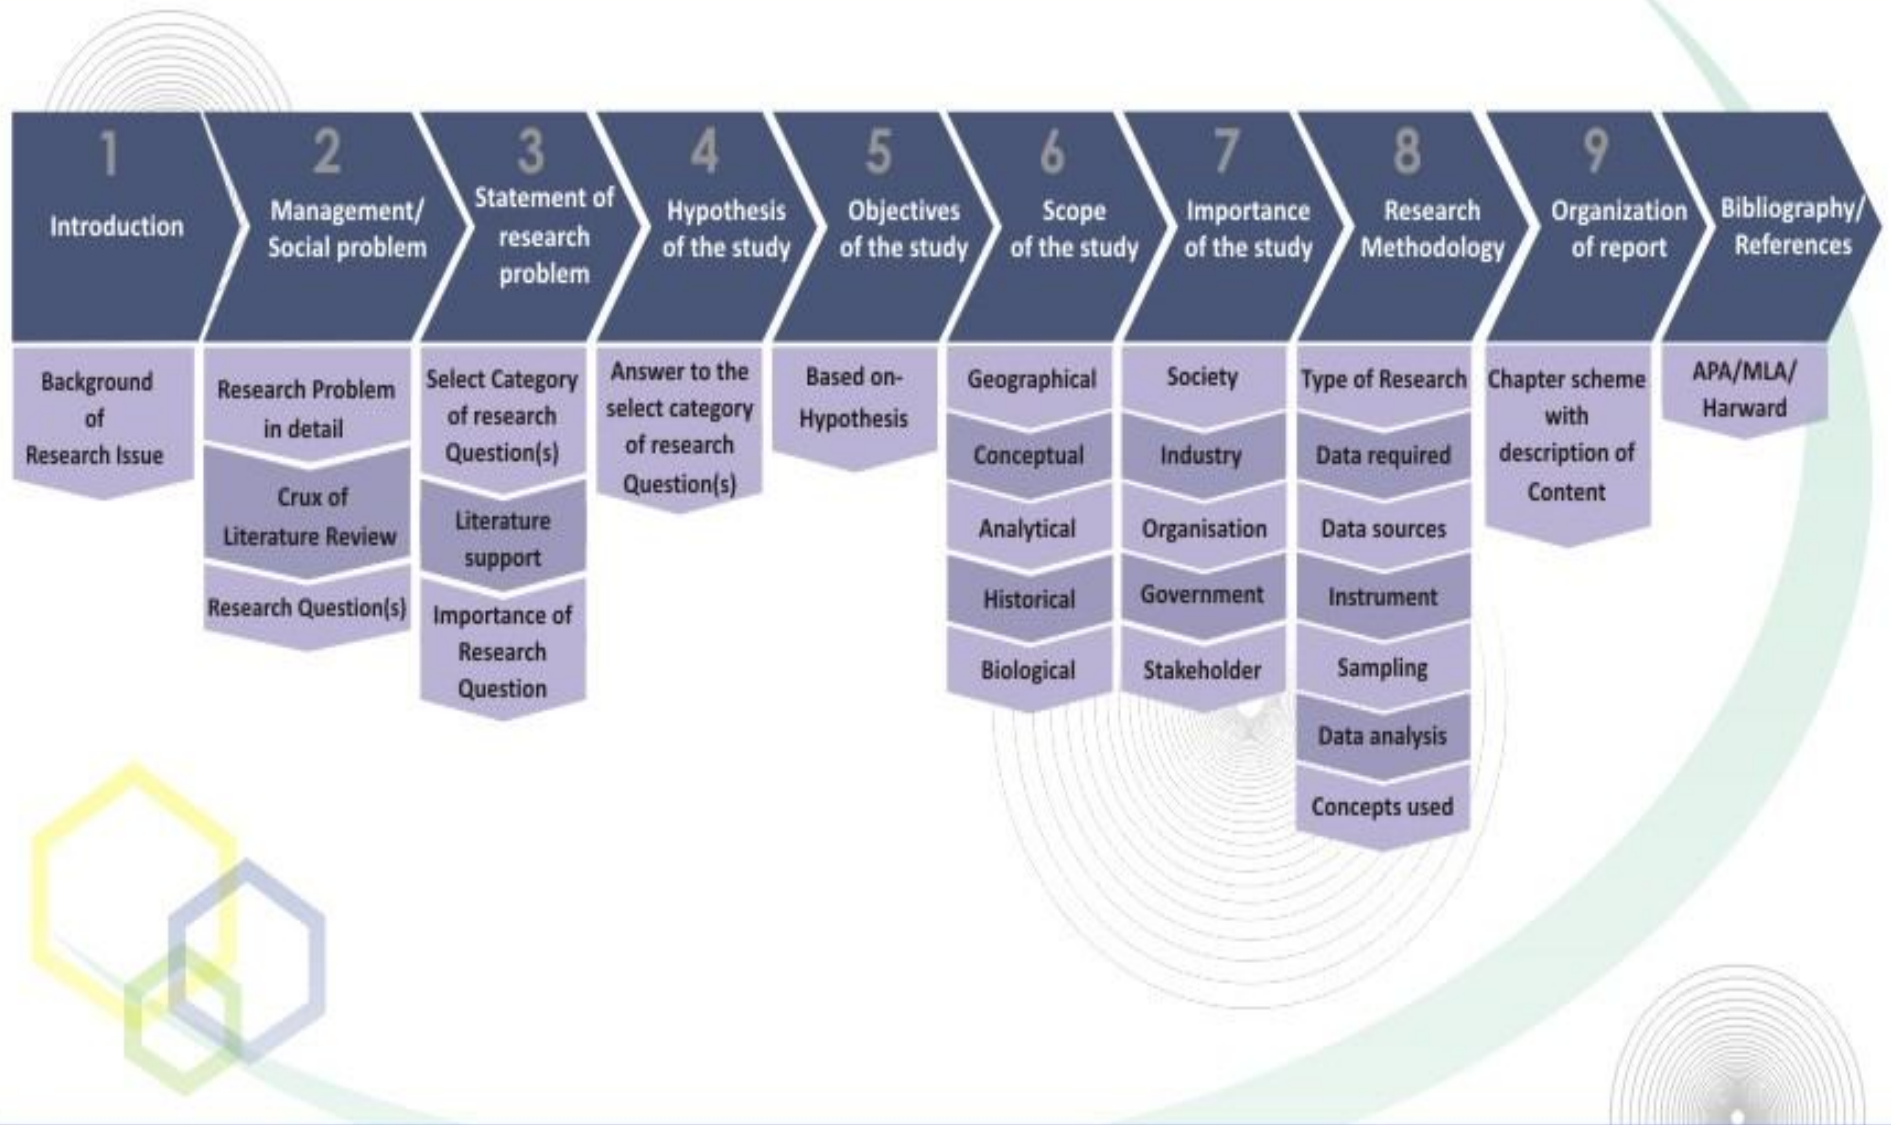 1
Introduction
Background
of
Research Issue
2
Management/
Social problem
Research Problem
in detail
Crux of
Literature Review
Research Question(s)
3
Statement of
research
problem
Select Category
of research
Question(s)
Literature
support
Importance of
Research
Question
4
Hypothesis
of the study
Answer to the
select category
of research
Question(s)
5
Objectives
of the study
Based on-
Hypothesis
6
Scope
of the study
Geographical
Conceptual
Analytical
Historical
Biological
7
Importance
of the study
Society
Industry
Organisation
Government
Stakeholder
8
Research
Methodology
Type of Research
Data required
Data sources
Instrument
Sampling
Data analysis
Concepts used
9
Organization
of report
Chapter scheme
with
description of
Content
Bibliography/
References
APA/MLA/
Harward